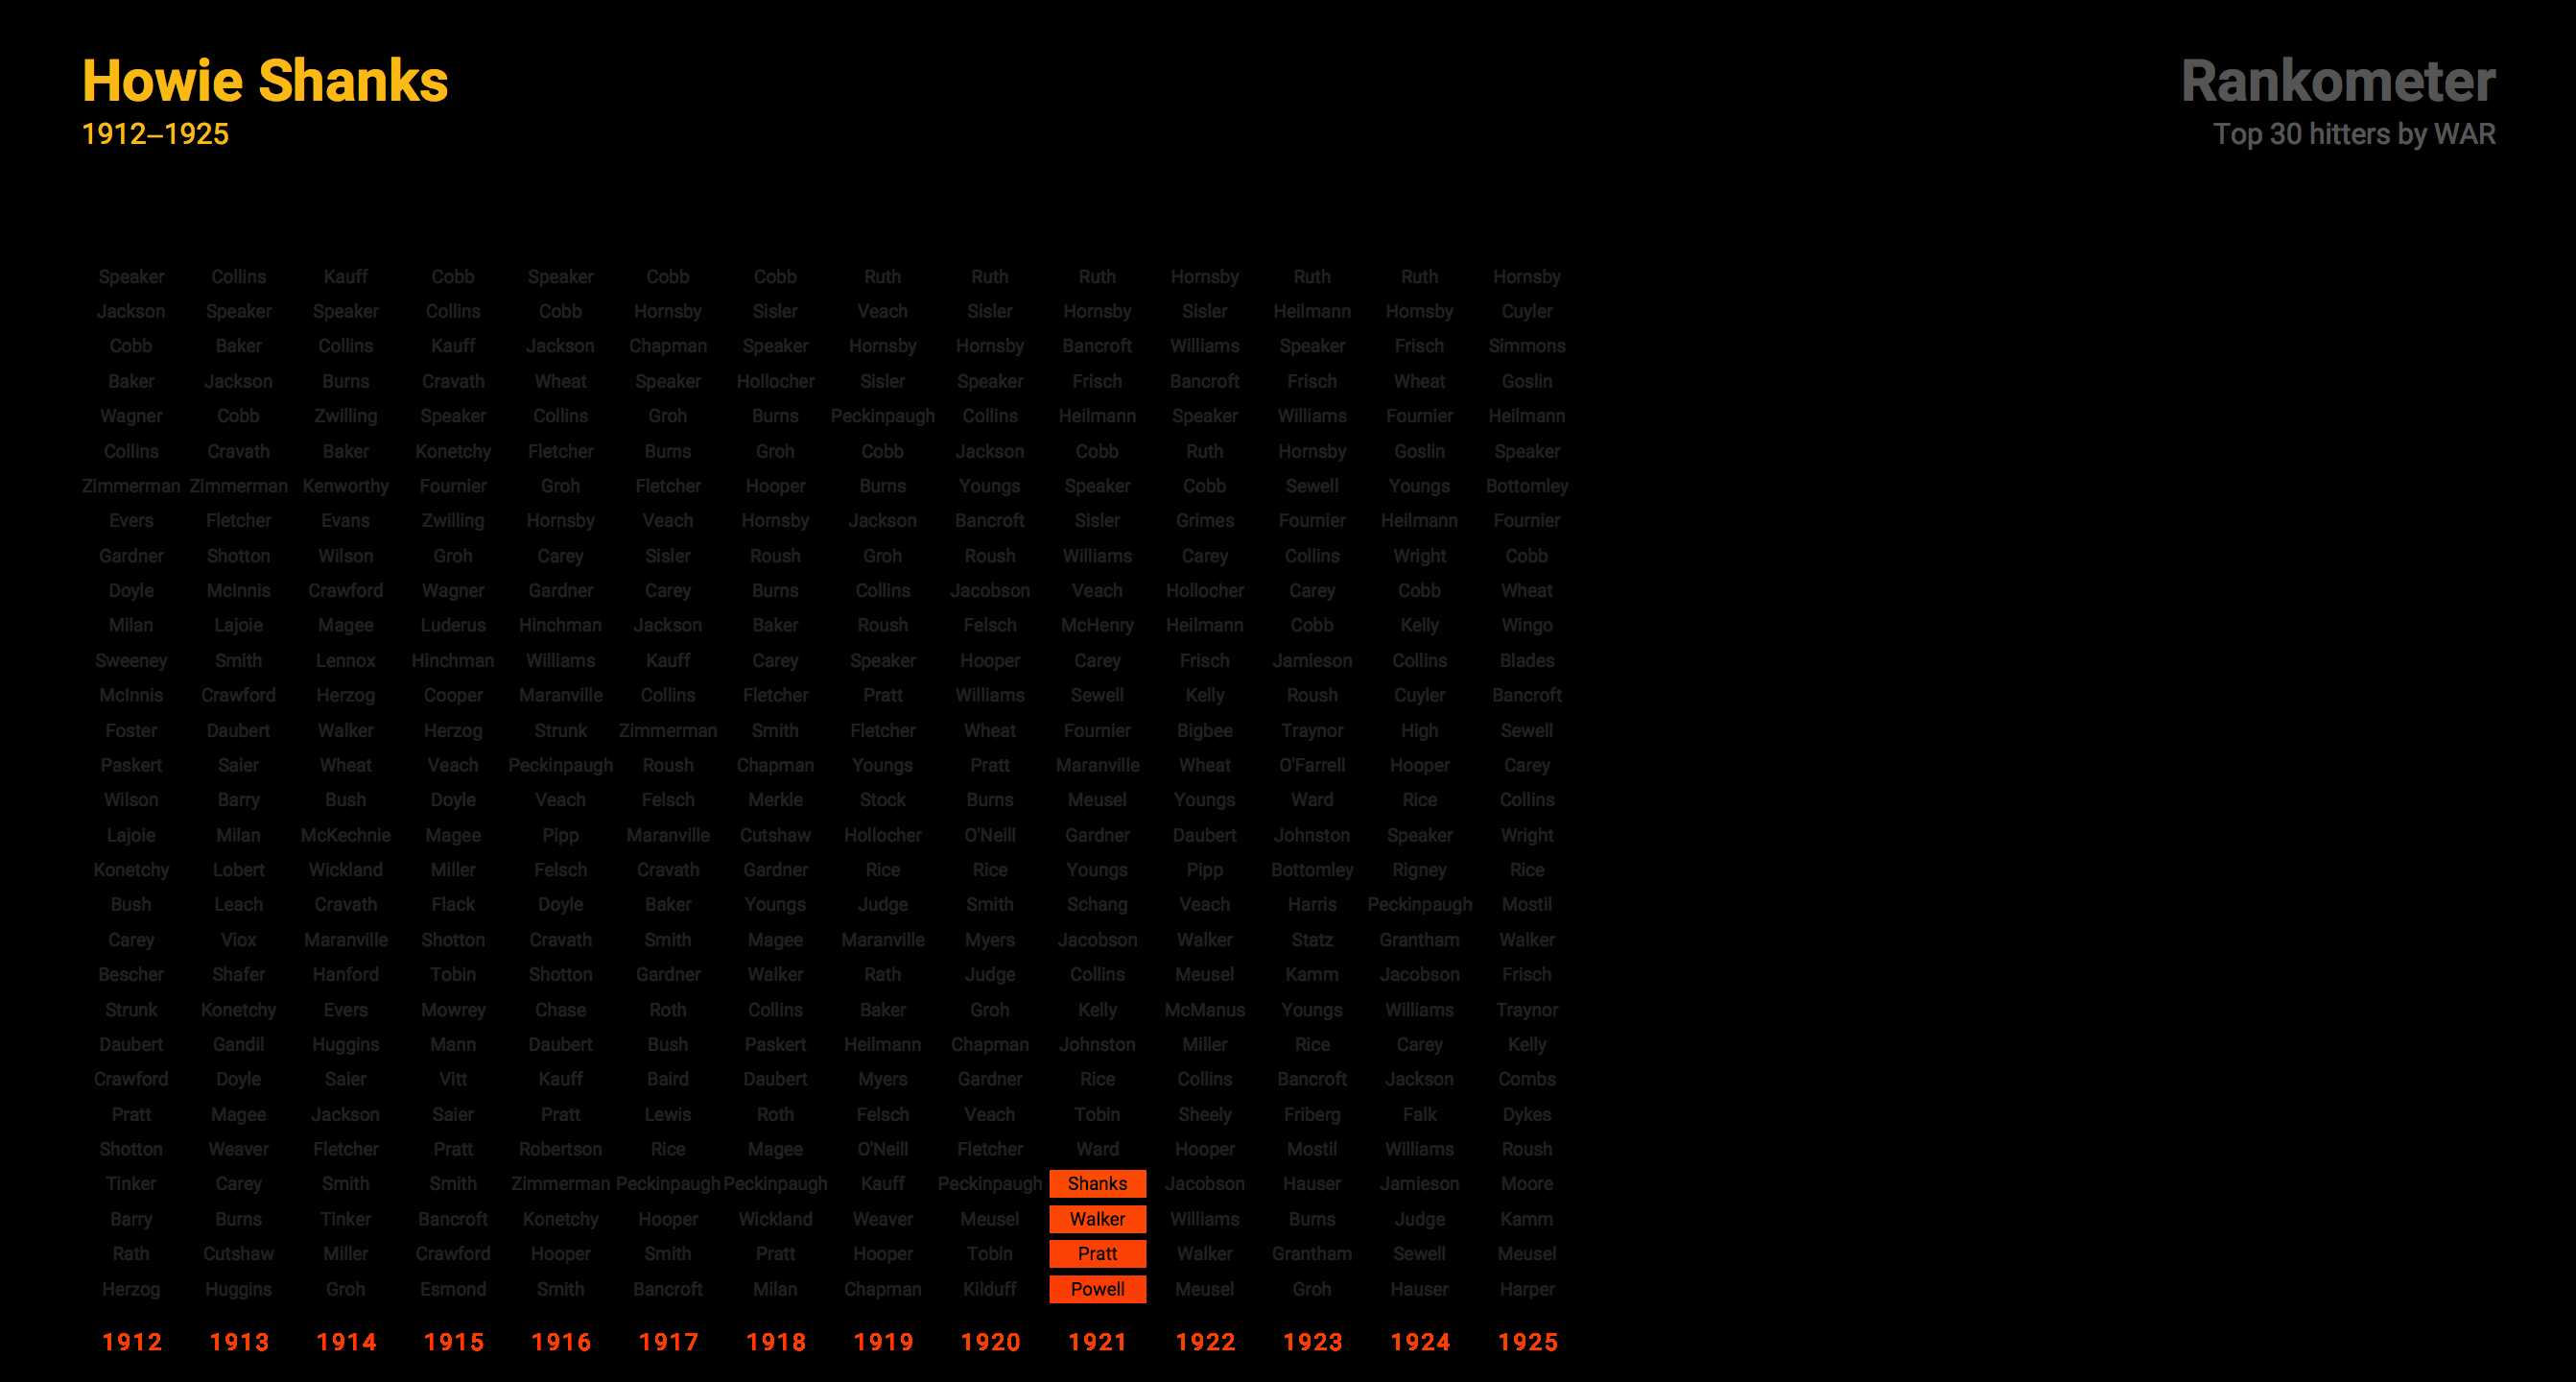 Howie Shanks
1912–1925
Rankometer
Top 30 hitters by WAR
Speaker Collins Kauff Cobb Speaker Cobb Cobb Ruth Ruth Ruth Hornsby Ruth Ruth Hornsby
Jackson Speaker Speaker Collins Cobb Hornsby Sisler Veach Sisler Hornsby Sisler Heilmann Hornsby Cuyler
Cobb Baker Collins Kauff Jackson Chapman Speaker Hornsby Hornsby Bancroft Williams Speaker Frisch Simmons
Baker Jackson Burns Cravath Wheat Speaker Hollocher Sisler Speaker Frisch Bancroft Frisch Wheat Goslin
Wagner Cobb Zwilling Speaker Collins Groh Burns Peckinpaugh Collins Heilmann Speaker Williams Fournier Heilmann
Collins Cravath Baker Konetchy Fletcher Burns Groh Cobb Jackson Cobb Ruth Hornsby Goslin Speaker
Zimmerman Zimmerman Kenworthy Fournier Groh Fletcher Hooper Burns Youngs Speaker Cobb Sewell Youngs Bottomley
Evers Fletcher Evans Zwilling Hornsby Veach Hornsby Jackson Bancroft Sisler Grimes Fournier Heilmann Fournier
Gardner Shotton Wilson Groh Carey Sisler Roush Groh Roush Williams Carey Collins Wright Cobb
Doyle McInnis Crawford Wagner Gardner Carey Burns Collins Jacobson Veach Hollocher Carey Cobb Wheat
Milan Lajoie Magee Luderus Hinchman Jackson Baker Roush Felsch McHenry Heilmann Cobb Kelly Wingo
Sweeney Smith Lennox Hinchman Williams Kauff Carey Speaker Hooper Carey Frisch Jamieson Collins Blades
McInnis Crawford Herzog Cooper Maranville Collins Fletcher Pratt Williams Sewell Kelly Roush Cuyler Bancroft
Foster Daubert Walker Herzog Strunk Zimmerman Smith Fletcher Wheat Fournier Bigbee Traynor High Sewell
Paskert Saier Wheat Veach Peckinpaugh Roush Chapman Youngs Pratt Maranville Wheat O'Farrell Hooper Carey
Wilson Barry Bush Doyle Veach Felsch Merkle Stock Burns Meusel Youngs Ward Rice Collins
Lajoie Milan McKechnie Magee Pipp Maranville Cutshaw Hollocher O'Neill Gardner Daubert Johnston Speaker Wright
Konetchy Lobert Wickland Miller Felsch Cravath Gardner Rice Rice Youngs Pipp Bottomley Rigney Rice
Bush Leach Cravath Flack Doyle Baker Youngs Judge Smith Schang Veach Harris Peckinpaugh Mostil
Carey Viox Maranville Shotton Cravath Smith Magee Maranville Myers Jacobson Walker Statz Grantham Walker
Bescher Shafer Hanford Tobin Shotton Gardner Walker Rath Judge Collins Meusel Kamm Jacobson Frisch
Strunk Konetchy Evers Mowrey Chase Roth Collins Baker Groh Kelly McManus Youngs Williams Traynor
Daubert Gandil Huggins Mann Daubert Bush Paskert Heilmann Chapman Johnston Miller Rice Carey Kelly
Crawford Doyle Saier Vitt Kauff Baird Daubert Myers Gardner Rice Collins Bancroft Jackson Combs
Pratt Magee Jackson Saier Pratt Lewis Roth Felsch Veach Tobin Sheely Friberg Falk Dykes
Shotton Weaver Fletcher Pratt Robertson Rice Magee O'Neill Fletcher Ward Hooper Mostil Williams Roush
Tinker Carey Smith Smith Zimmerman Peckinpaugh Peckinpaugh Kauff Peckinpaugh Shanks Jacobson Hauser Jamieson Moore
Barry Burns Tinker Bancroft Konetchy Hooper Wickland Weaver Meusel Walker Williams Burns Judge Kamm
Rath Cutshaw Miller Crawford Hooper Smith Pratt Hooper Tobin Pratt Walker Grantham Sewell Meusel
Herzog Huggins Groh Esmond Smith Bancroft Milan Chapman Kilduff Powell Meusel Groh Hauser Harper
1912 1913 1914 1915 1916 1917 1918 1919 1920 1921 1922 1923 1924 1925